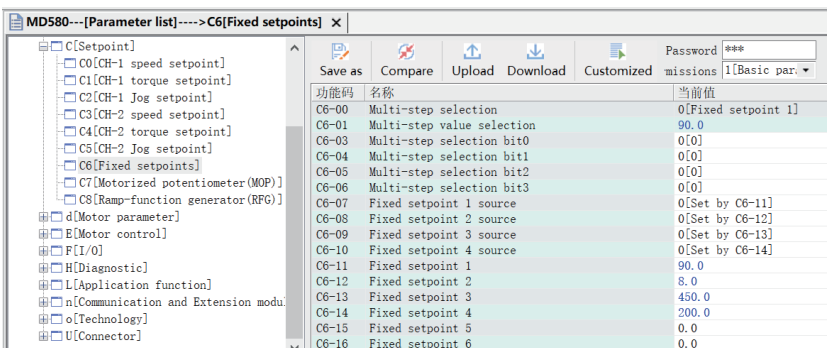 MD580---[Parameter list]---->C6[Fixed setpoints] ×
C[Setpoint]
C0[CH-1 speed setpoint]
C1[CH-1 torque setpoint]
C2[CH-1 Jog setpoint]
C3[CH-2 speed setpoint]
C4[CH-2 torque setpoint]
C5[CH-2 Jog setpoint]
C6[Fixed setpoints]
C7[Motorized potentiometer(MOP)]
C8[Ramp-function generator(RFG)]
d[Motor parameter]
E[Motor control]
F[I/O]
H[Diagnostic]
L[Application function]
n[Communication and Extension modu
o[Technology]
U[Connector]
Save as Compare Upload Download Customized
Password ***
missions 1[Basic par.
功能码 名称 当前值
C6-00 Multi-step selection 0[Fixed setpoint 1]
C6-01 Multi-step value selection 90.0
C6-03 Multi-step selection bit0 0[0]
C6-04 Multi-step selection bit1 0[0]
C6-05 Multi-step selection bit2 0[0]
C6-06 Multi-step selection bit3 0[0]
C6-07 Fixed setpoint 1 source 0[Set by C6-11]
C6-08 Fixed setpoint 2 source 0[Set by C6-12]
C6-09 Fixed setpoint 3 source 0[Set by C6-13]
C6-10 Fixed setpoint 4 source 0[Set by C6-14]
C6-11 Fixed setpoint 1 90.0
C6-12 Fixed setpoint 2 8.0
C6-13 Fixed setpoint 3 450.0
C6-14 Fixed setpoint 4 200.0
C6-15 Fixed setpoint 5 0.0
C6-16 Fixed setpoint 6 0.0